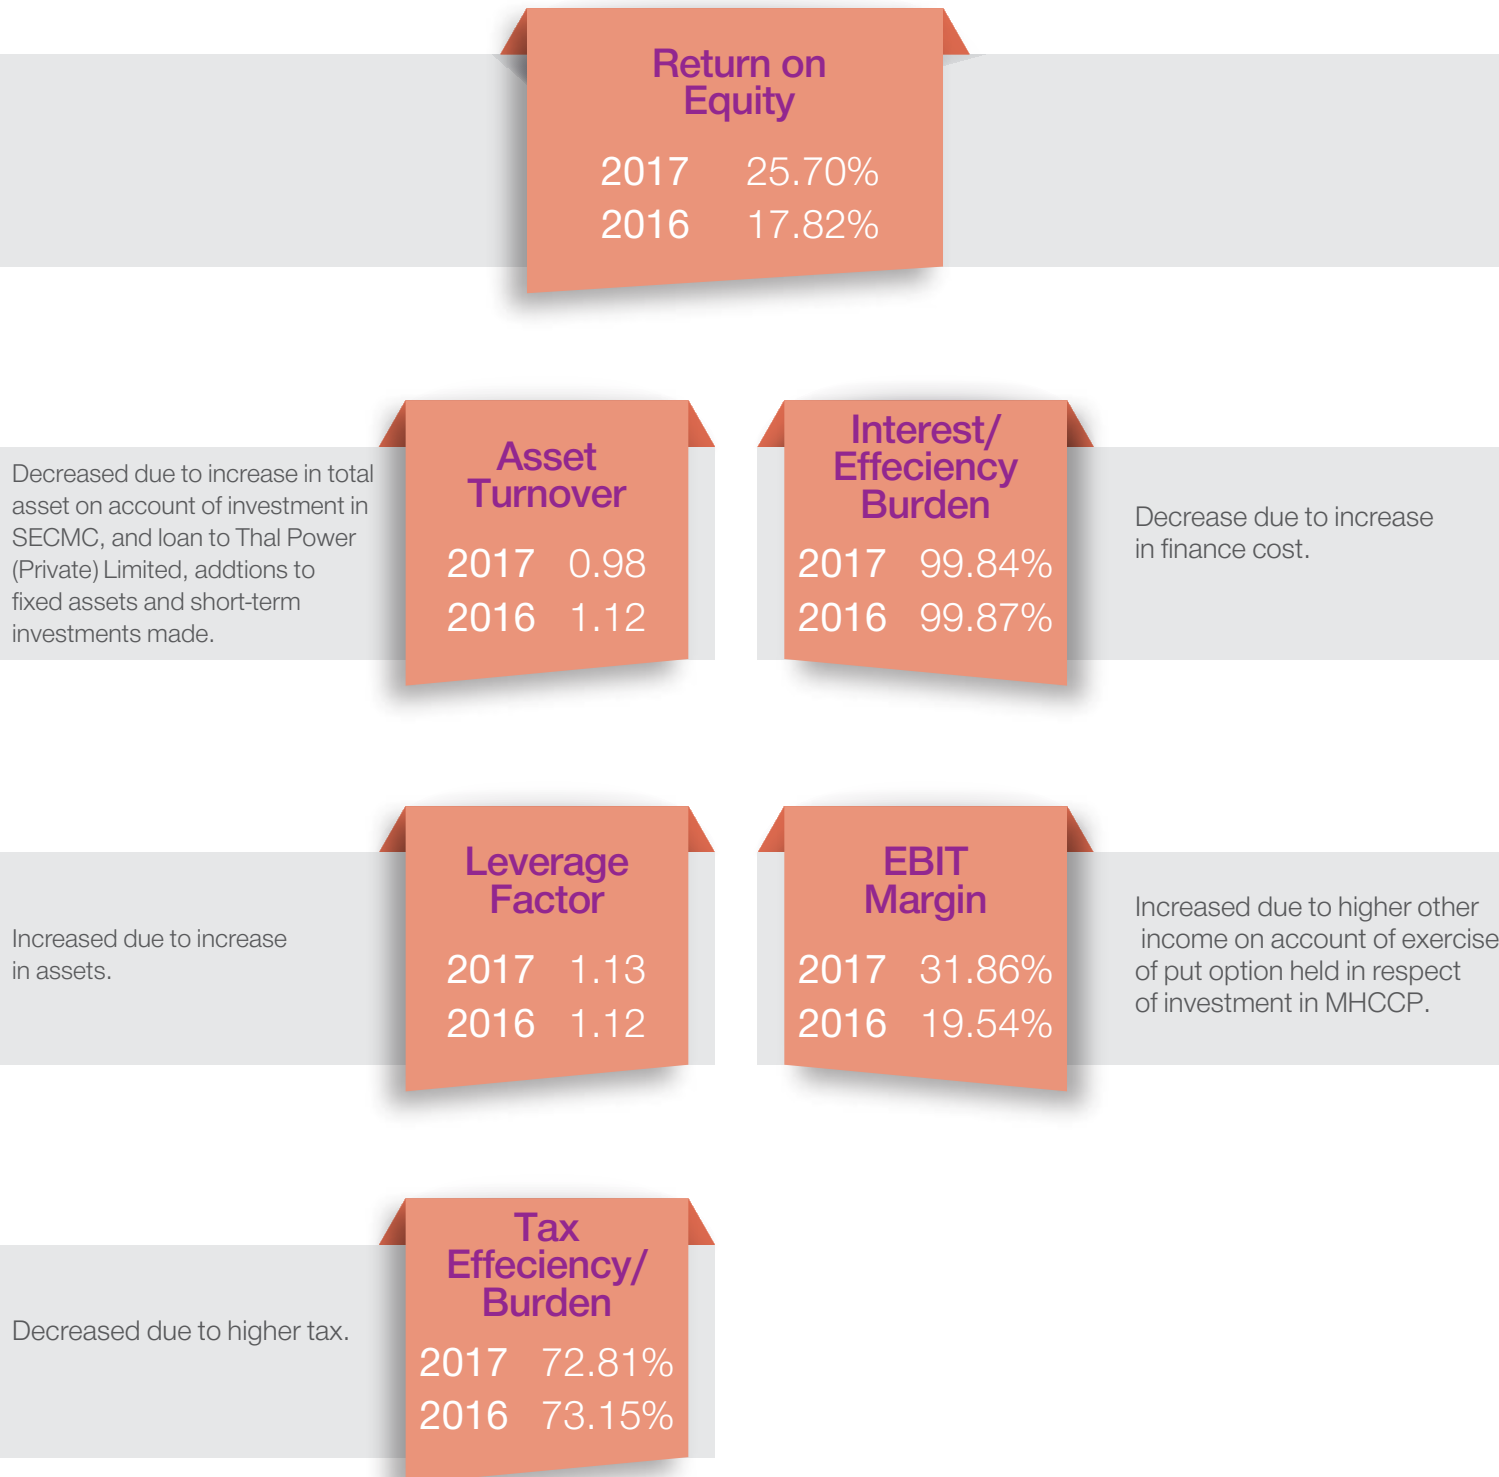 Return on
Equity
2017 25.70%
2016 17.82%
Decreased due to increase in total
asset on account of investment in
SECMC, and loan to Thal Power
(Private) Limited, addtions to
fixed assets and short-term
investments made.
Asset
Turnover
2017 0.98
2016 1.12
Interest/
Effeciency
Burden
2017 99.84%
2016 99.87%
Decrease due to increase
in finance cost.
Increased due to increase
in assets.
Leverage
Factor
2017 1.13
2016 1.12
EBIT
Margin
2017 31.86%
2016 19.54%
Increased due to higher other
income on account of exercise
of put option held in respect
of investment in MHCCP.
Decreased due to higher tax.
Tax
Effeciency/
Burden
2017 72.81%
2016 73.15%